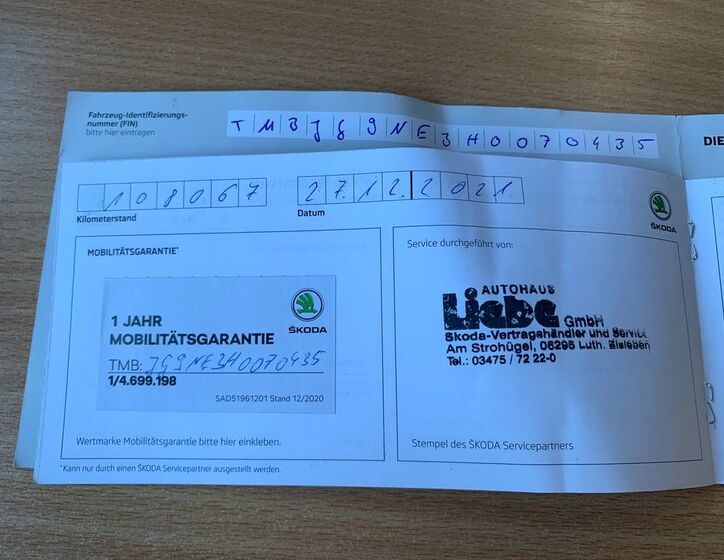 Fahrzeug-Identifizierungs-
nummer (FIN)
bitte hier eintragen
TMBJG9NE3H0070435
DIE
108067
27.12.2021
Kilometerstand
Datum
ŠKODA
MOBILITÄTSGARANTIE*
1 JAHR
MOBILITÄTSGARANTIE
ŠKODA
TMB: JG9NE3H0070435
1/4.699.198
SAD51961201 Stand 12/2020
Wertmarke Mobilitätsgarantie bitte hier einkleben.
*Kann nur durch einen ŠKODA Servicepartner ausgestellt werden.
Service durchgeführt von:
AUTOHAUS
Liebe GmbH
Skoda-Vertragshändler und Service
Am Strohügel, 06295 Luth. Eisleben
Tel.: 03475 / 72 22-0
Stempel des ŠKODA Servicepartners